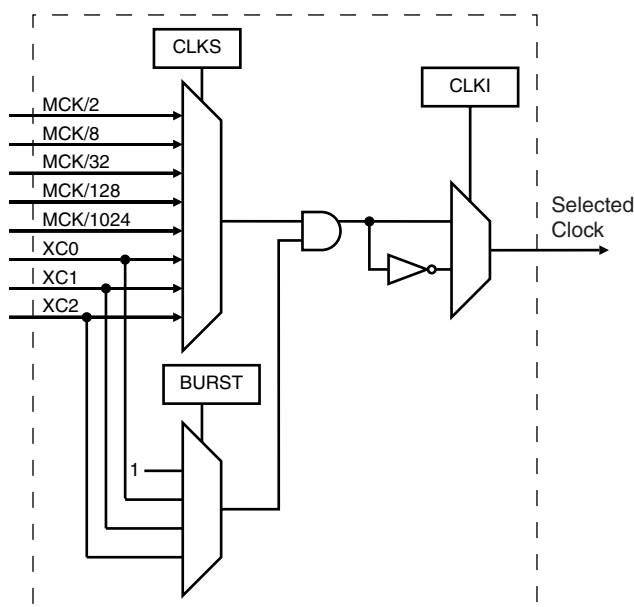 CLKS
CLKI
MCK/2
MCK/8
MCK/32
MCK/128
MCK/1024
XC0
XC1
XC2
Selected
Clock
BURST
1